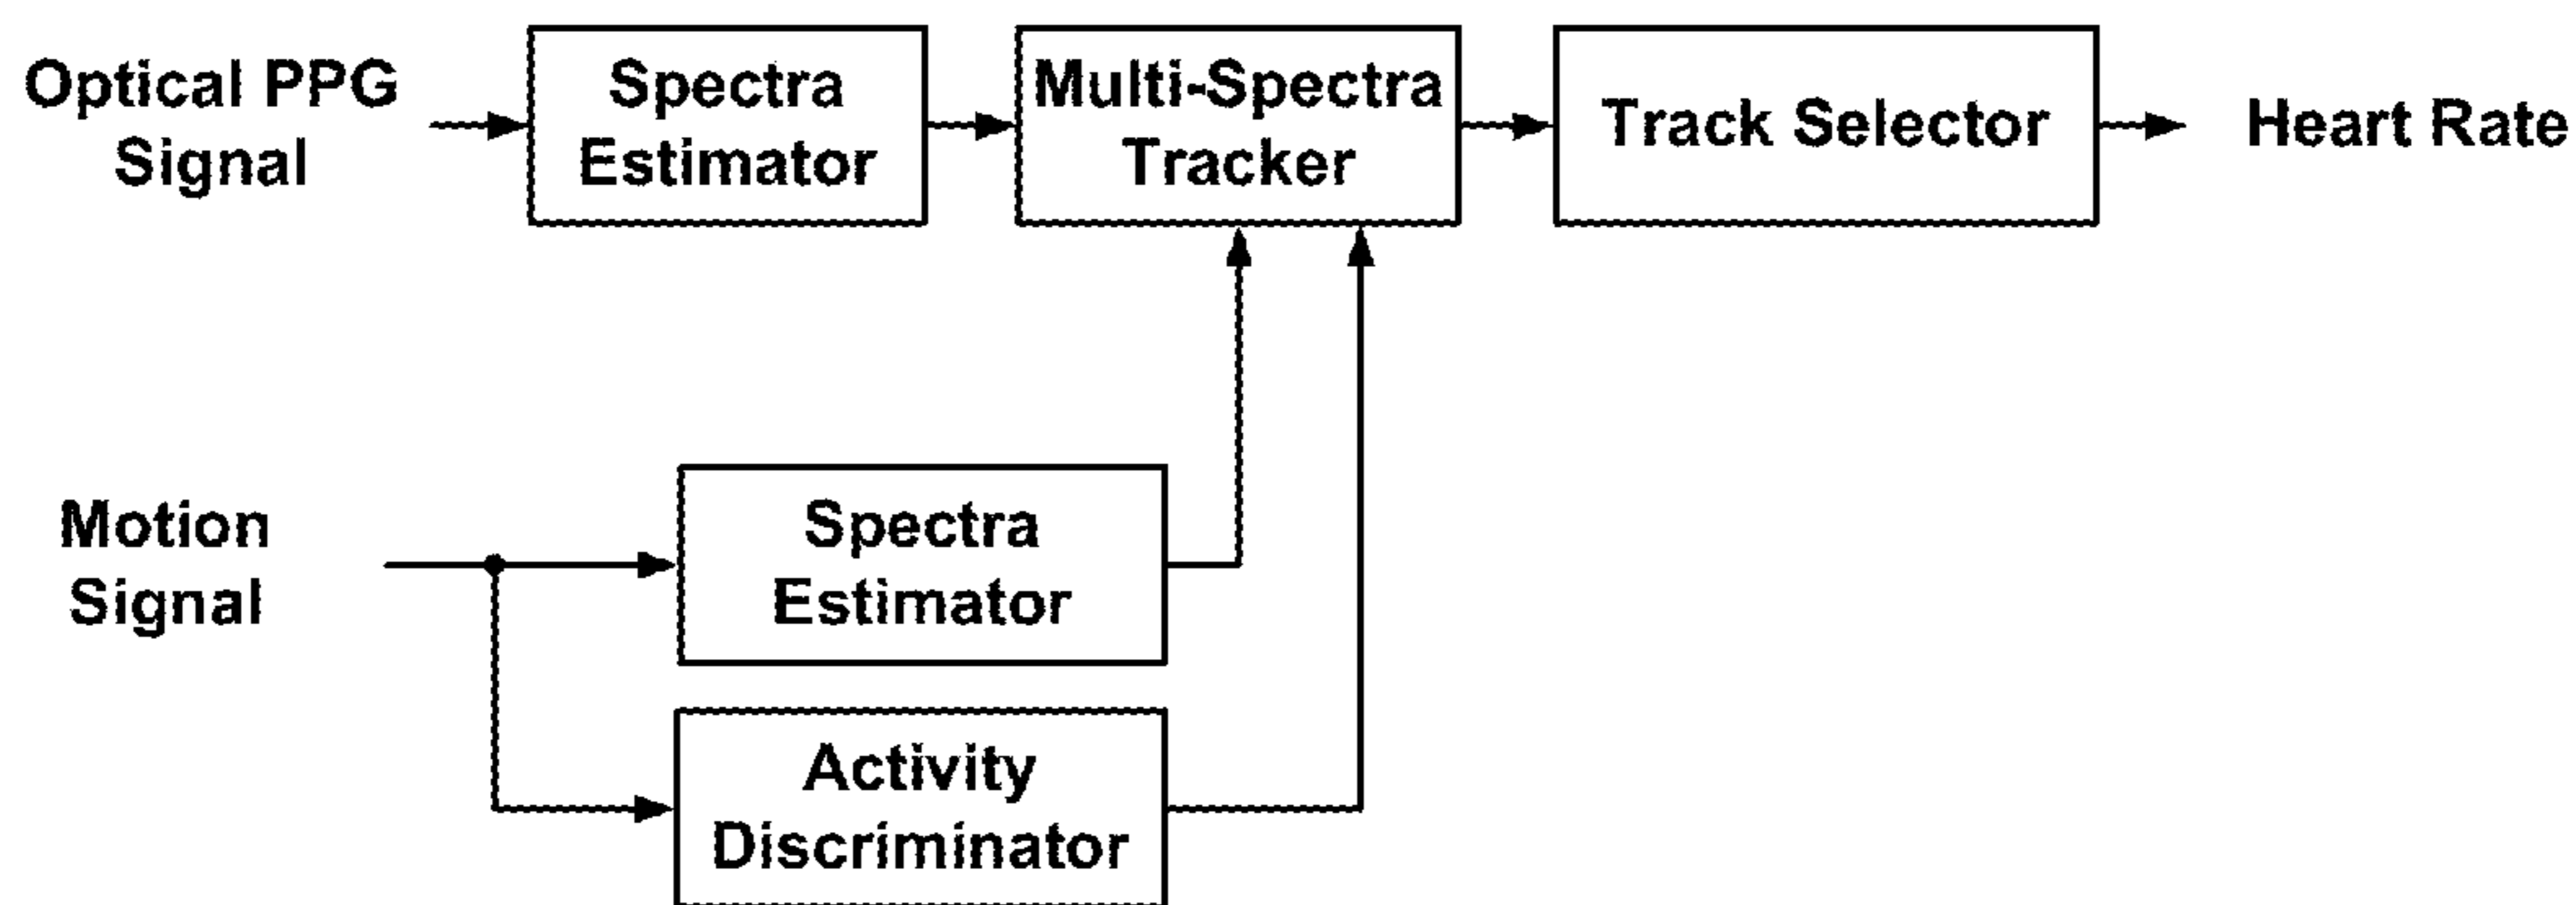 Optical PPG
Signal
Spectra
Estimator
Multi-Spectra
Tracker
Track Selector
Heart Rate
Motion
Signal
Spectra
Estimator
Activity
Discriminator